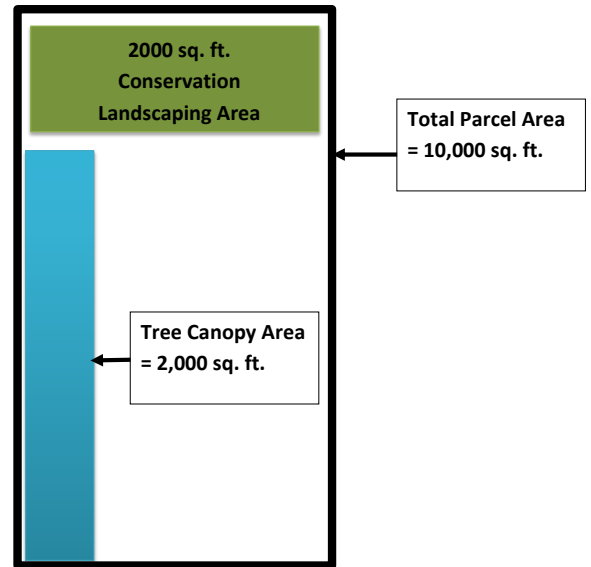 2000 sq. ft.
Conservation
Landscaping Area
Total Parcel Area
= 10,000 sq. ft.
Tree Canopy Area
= 2,000 sq. ft.